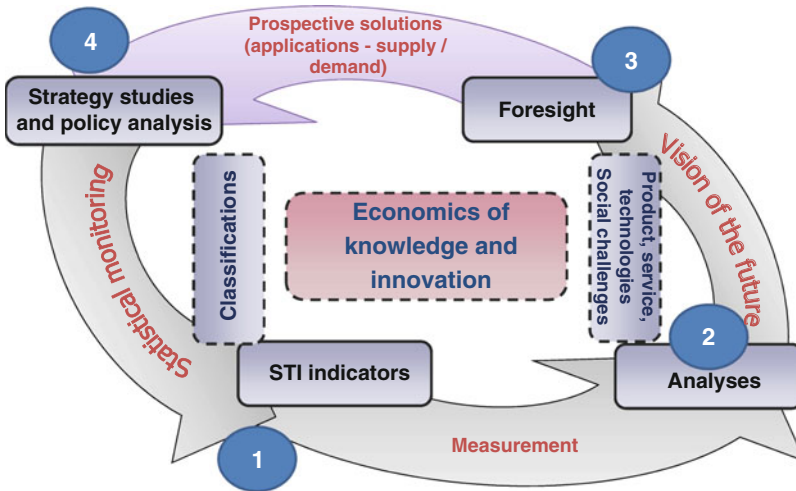 4
Prospective solutions
(applications - supply /
demand)
3
Strategy studies
and policy analysis
Foresight
Vision of the future
Statistical monitoring
Classifications
Economics of
knowledge and
innovation
Product, service,
technologies
Social challenges
2
STI indicators
Analyses
1
Measurement